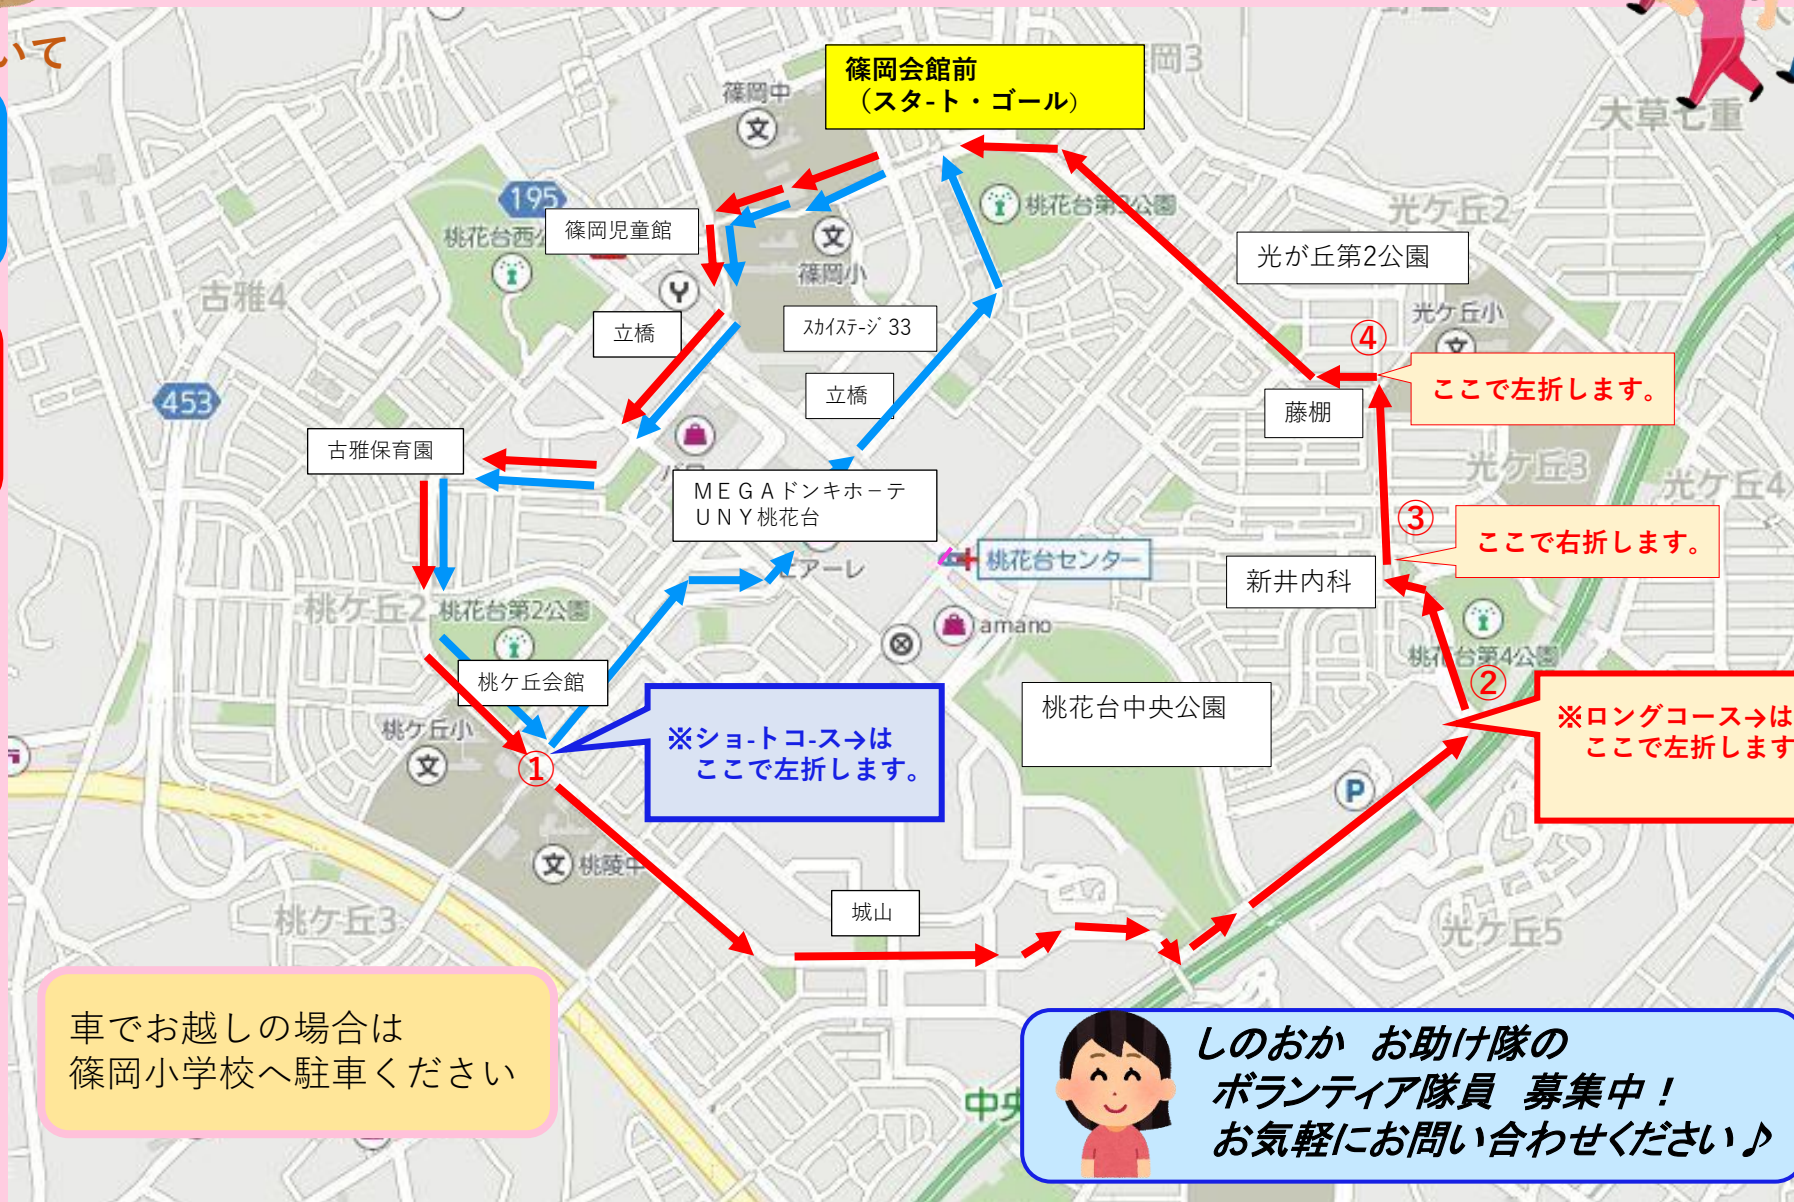 いて
篠岡会館前
（スタ-ト・ゴール）
岡3
大草七重
篠岡中
195
桃花台西公
篠岡児童館
篠岡小
桃花台第3公園
光ケ丘2
光が丘第2公園
古雅4
立橋
スカイステージ 33
光ケ丘小
④
ここで左折します。
453
立橋
藤棚
古雅保育園
ＭＥＧＡドンキホ－テ
ＵＮＹ桃花台
光ケ丘3
光ケ丘4
③
ここで右折します。
ピアーレ
桃花台センター
新井内科
桃ケ丘2
桃花台第2公園
amano
桃花台第4公園
桃ケ丘会館
②
桃ケ丘小
※ショ-トコ-ス→は
ここで左折します。
桃花台中央公園
※ロングコース→は
ここで左折します
①
P
桃陵中
城山
桃ケ丘3
光ケ丘5
車でお越しの場合は
篠岡小学校へ駐車ください
中央
しのおか お助け隊の
ボランティア隊員 募集中！
お気軽にお問い合わせください♪